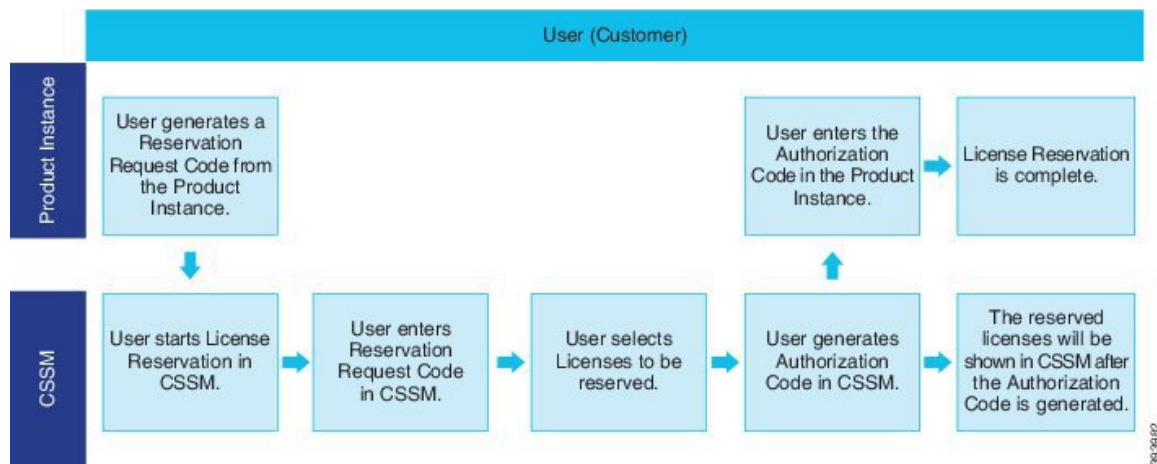 User (Customer)
Product Instance
User generates a
Reservation
Request Code from
the Product
Instance.
User enters the
Authorization
Code in the Product
Instance.
License Reservation
is complete.
CSSM
User starts License
Reservation in
CSSM.
User enters
Reservation
Request Code
in CSSM.
User selects
Licenses to be
reserved.
User generates
Authorization
Code in CSSM.
The reserved
licenses will be
shown in CSSM after
the Authorization
Code is generated.
393982